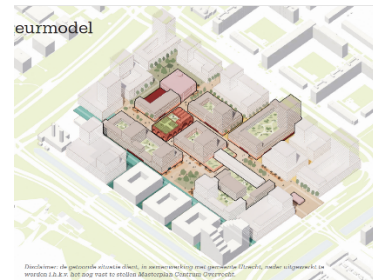 eurmodel
Disclaimer: de getoonde situatie dient, in samenwerking met gemeente Utrecht, nader uitgewerkt te
worden i.h.k.v. het nog vast te stellen Masterplan Centrum Overvecht.